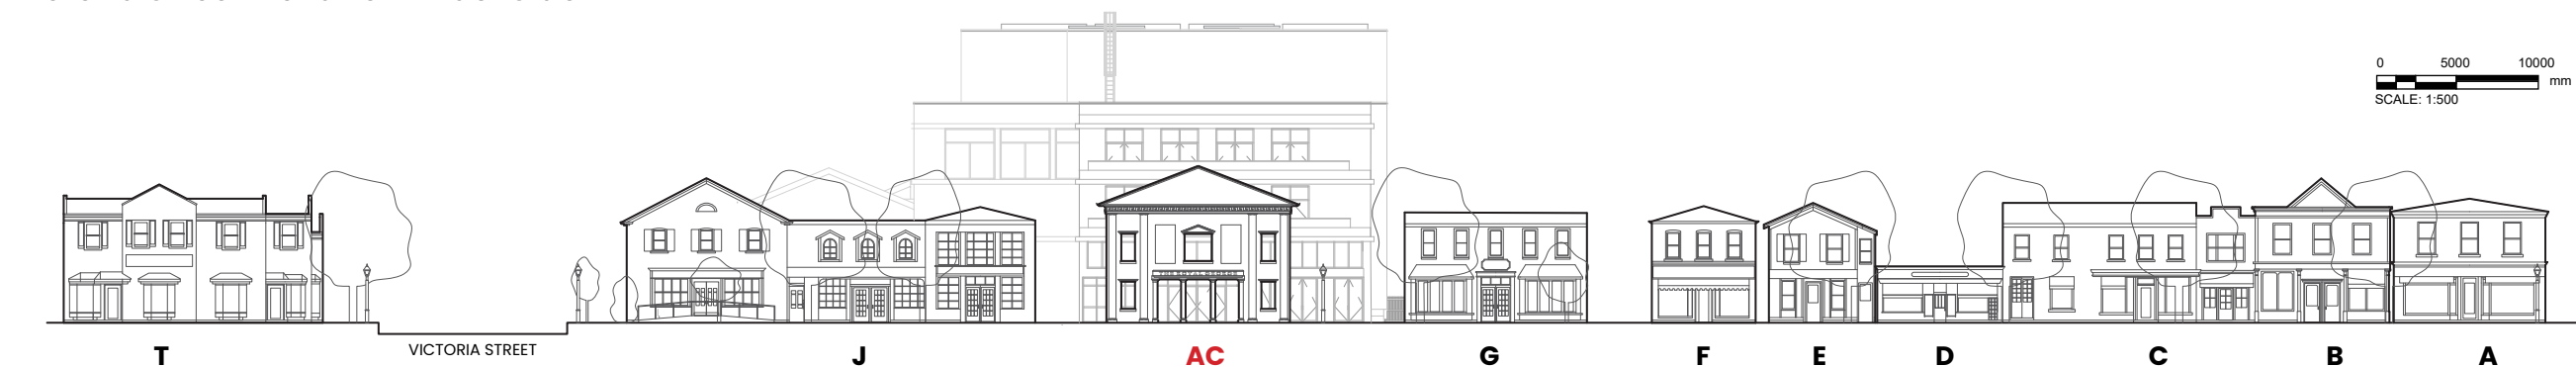 0 5000 10000
mm
SCALE: 1:500
T VICTORIA STREET J AC G F E D C B A